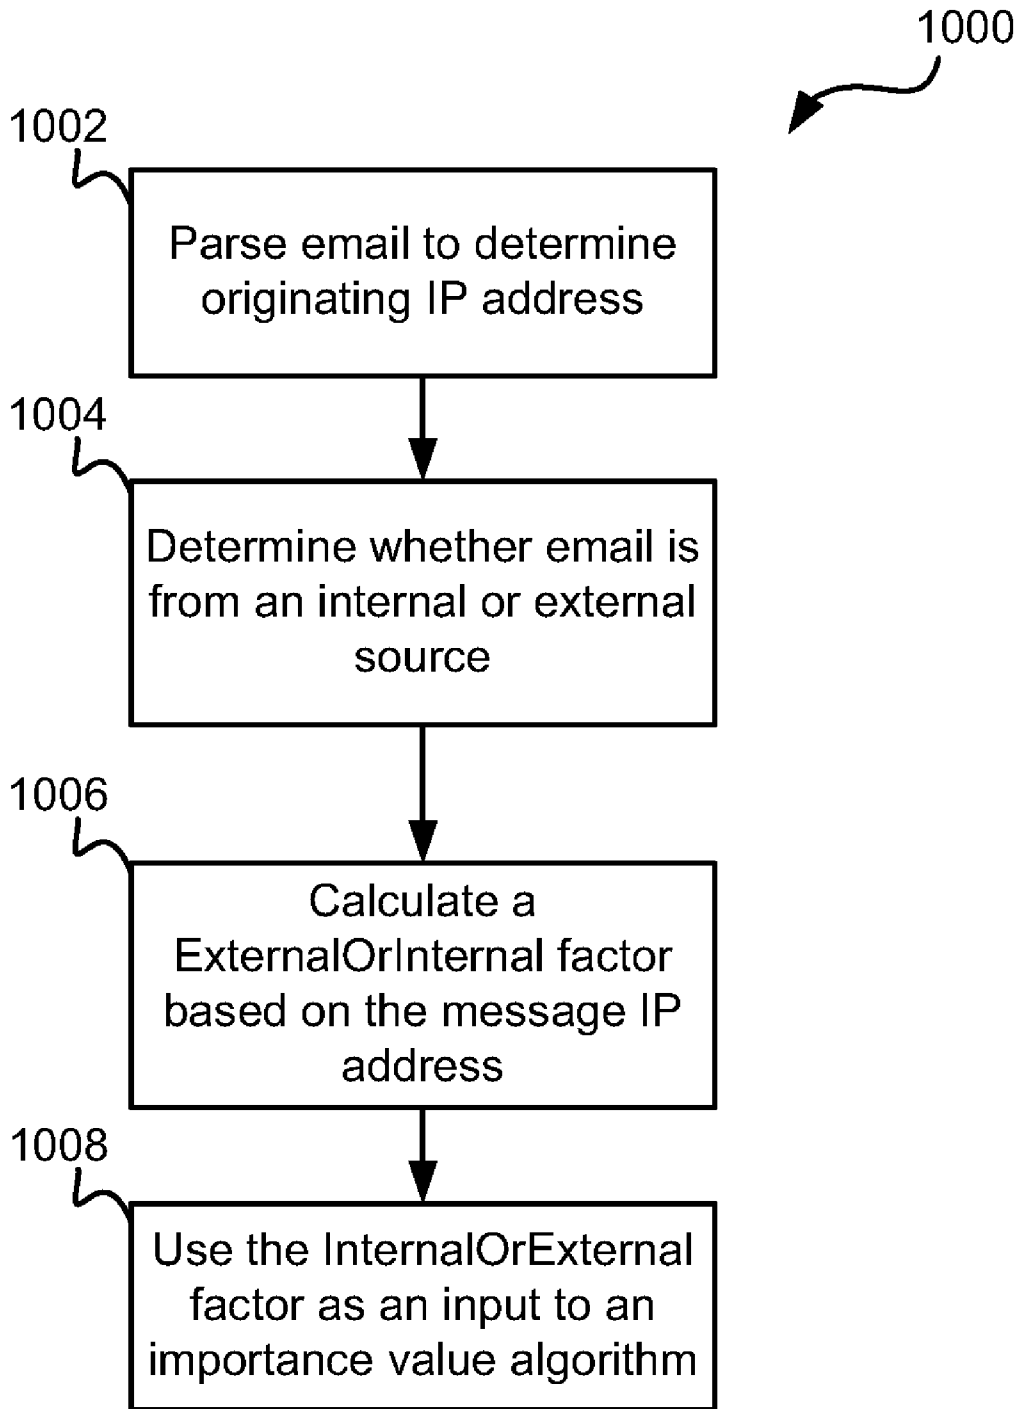 1000
1002
Parse email to determine
originating IP address
1004
Determine whether email is
from an internal or external
source
1006
Calculate a
ExternalOrInternal factor
based on the message IP
address
1008
Use the InternalOrExternal
factor as an input to an
importance value algorithm